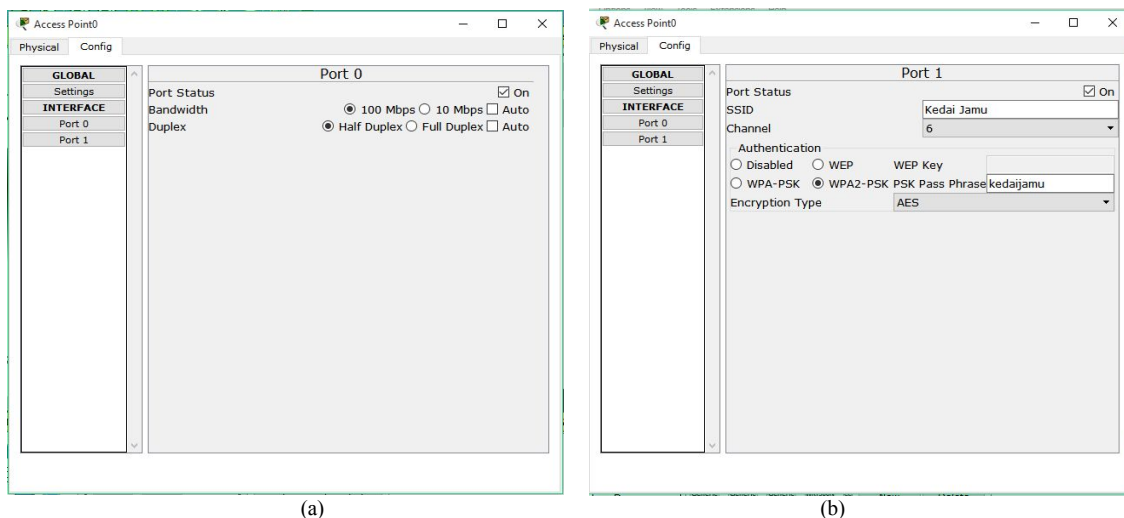 Access Point0
Physical Config
GLOBAL
Settings
INTERFACE
Port 0
Port 1
Port 0
Port Status On
Bandwidth 100 Mbps 10 Mbps Auto
Duplex Half Duplex Full Duplex Auto
(a)
Access Point0
Physical Config
GLOBAL
Settings
INTERFACE
Port 0
Port 1
Port 1
Port Status On
SSID Kedai Jamu
Channel 6
Authentication
Disabled WEP WEP Key
WPA-PSK WPA2-PSK PSK Pass Phrase kedaijamu
Encryption Type AES
(b)